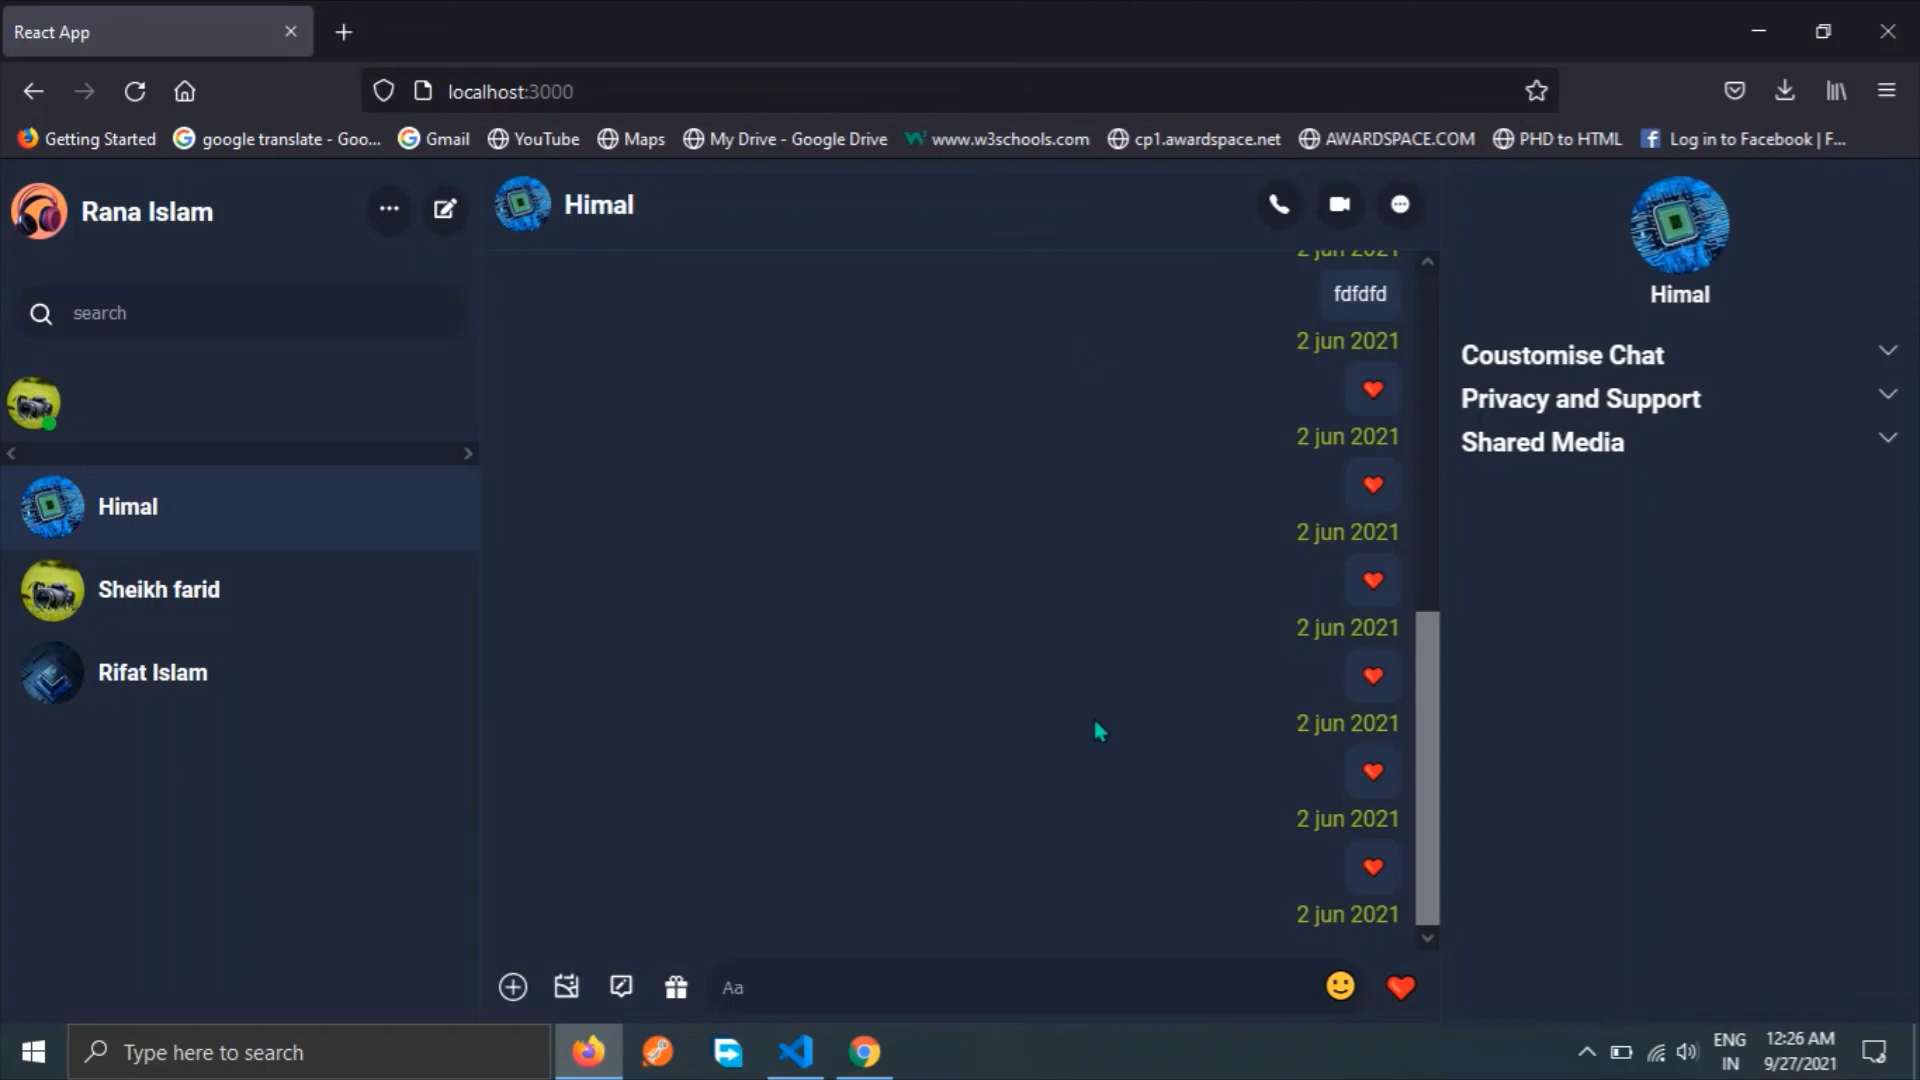 React App
localhost:3000
Getting Started
google translate - Goo...
Gmail
YouTube
Maps
My Drive - Google Drive
www.w3schools.com
cp1.awardspace.net
AWARDSPACE.COM
PHD to HTML
Log in to Facebook | F...
Rana Islam
search
Himal
Sheikh farid
Rifat Islam
Himal
2 jun 2021
fdfdfd
2 jun 2021
2 jun 2021
2 jun 2021
2 jun 2021
2 jun 2021
2 jun 2021
2 jun 2021
Aa
Himal
Coustomise Chat
Privacy and Support
Shared Media
Type here to search
ENG
IN
12:26 AM
9/27/2021